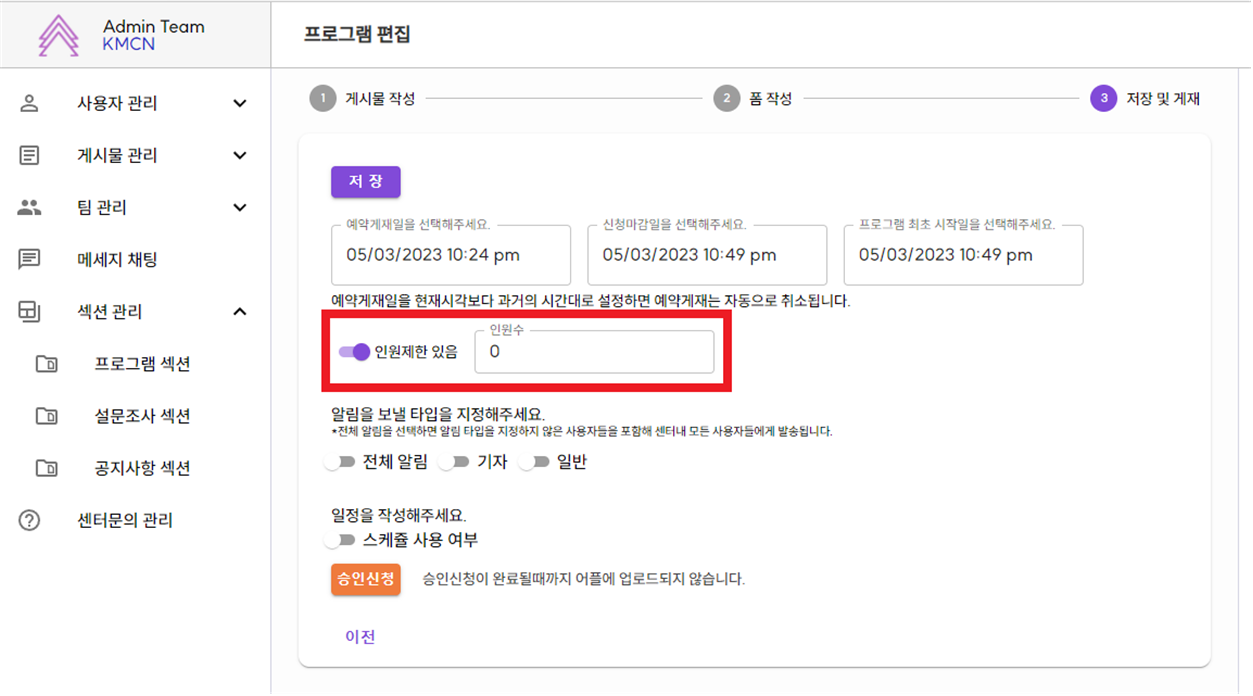 Admin Team
KMCN
프로그램 편집
사용자 관리
게시물 관리
팀 관리
메세지 채팅
섹션 관리
프로그램 섹션
설문조사 섹션
공지사항 섹션
센터문의 관리
1 게시물 작성
2 폼 작성
3 저장 및 게재
저 장
예약게재일을 선택해주세요.
05/03/2023 10:24 pm
신청마감일을 선택해주세요.
05/03/2023 10:49 pm
프로그램 최초 시작일을 선택해주세요.
05/03/2023 10:49 pm
예약게재일을 현재시각보다 과거의 시간대로 설정하면 예약게재는 자동으로 취소됩니다.
인원제한 있음
인원수
0
알림을 보낼 타입을 지정해주세요.
*전체 알림을 선택하면 알림 타입을 지정하지 않은 사용자들을 포함해 센터내 모든 사용자들에게 발송됩니다.
전체 알림 기자 일반
일정을 작성해주세요.
스케쥴 사용 여부
승인신청 승인신청이 완료될때까지 어플에 업로드되지 않습니다.
이전